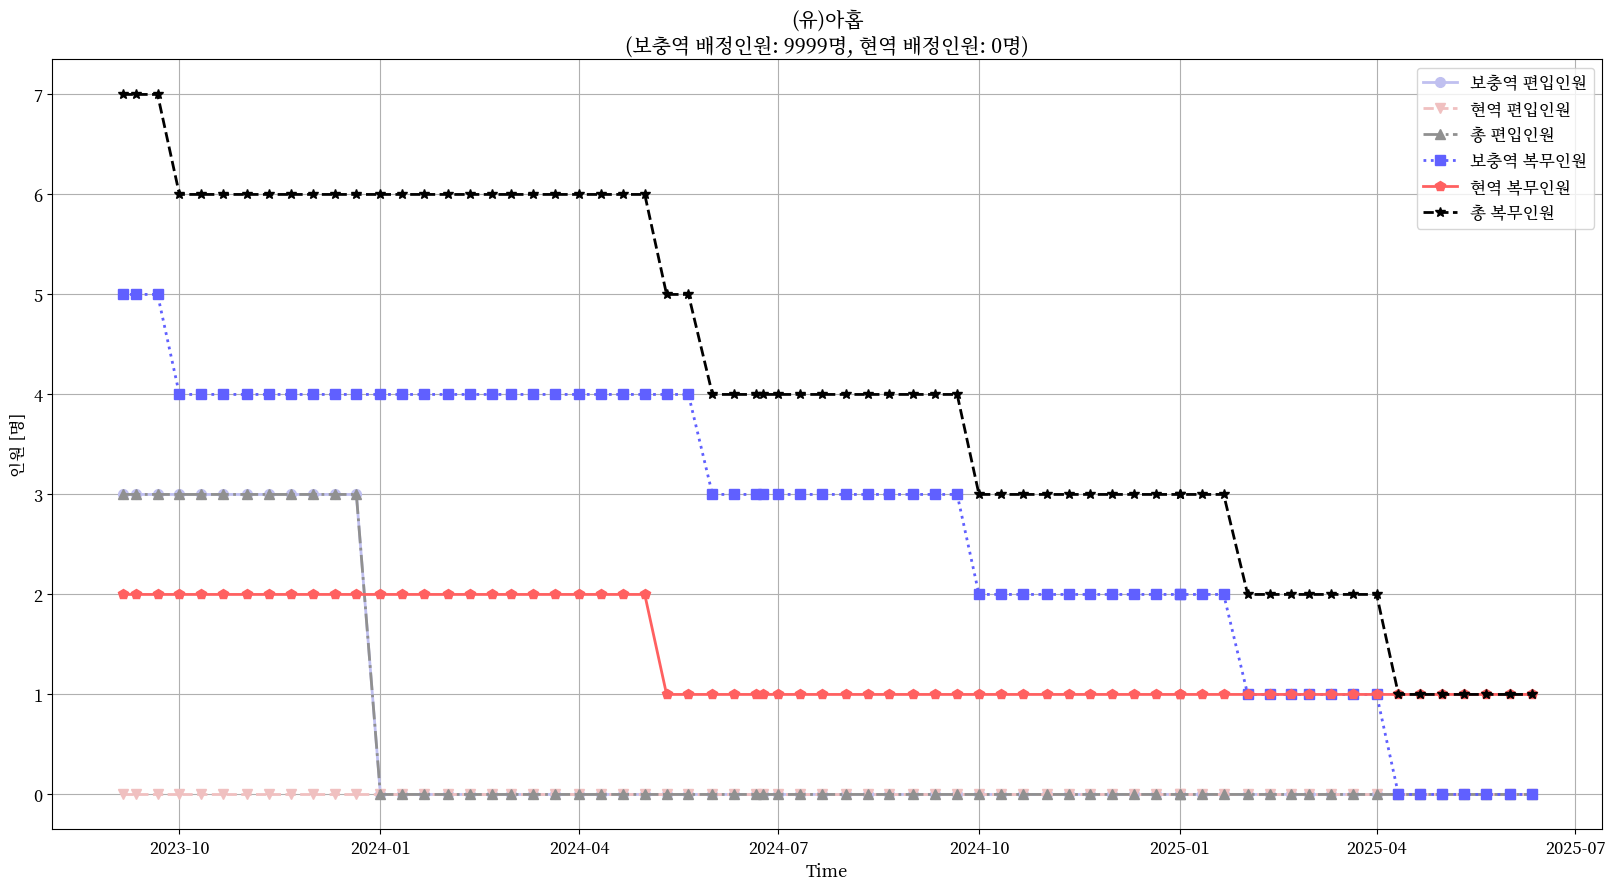 (유)아홉
(보충역 배정인원: 9999명, 현역 배정인원: 0명)
보충역 편입인원
현역 편입인원
총 편입인원
보충역 복무인원
현역 복무인원
총 복무인원
인원 [명]
7
6
5
4
3
2
1
0
2023-10
2024-01
2024-04
2024-07
2024-10
2025-01
2025-04
2025-07
Time